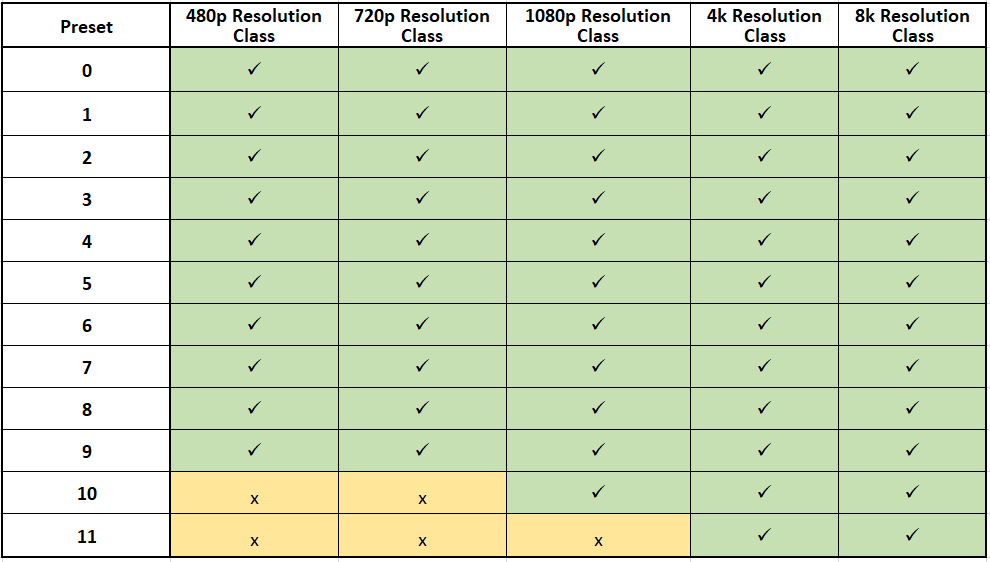 Preset 480p Resolution Class 720p Resolution Class 1080p Resolution Class 4k Resolution Class 8k Resolution Class
0 ✓ ✓ ✓ ✓ ✓
1 ✓ ✓ ✓ ✓ ✓
2 ✓ ✓ ✓ ✓ ✓
3 ✓ ✓ ✓ ✓ ✓
4 ✓ ✓ ✓ ✓ ✓
5 ✓ ✓ ✓ ✓ ✓
6 ✓ ✓ ✓ ✓ ✓
7 ✓ ✓ ✓ ✓ ✓
8 ✓ ✓ ✓ ✓ ✓
9 ✓ ✓ ✓ ✓ ✓
10 x x ✓ ✓ ✓
11 x x x ✓ ✓